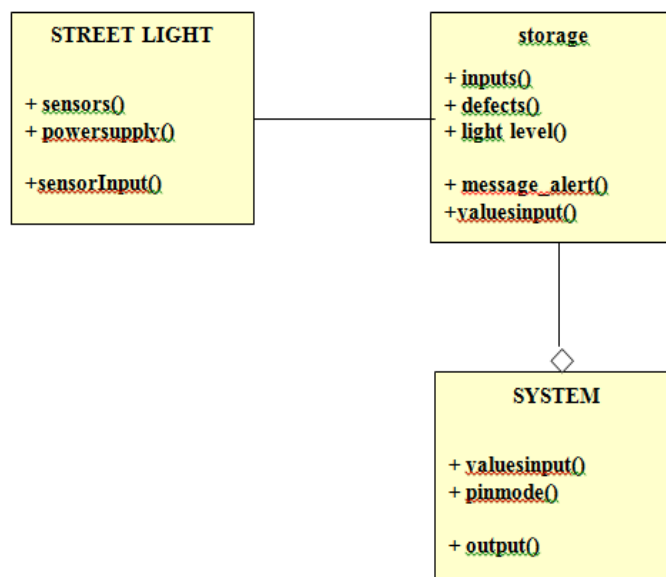 STREET LIGHT
+ sensors()
+ powersupply()
+sensorInput()
storage
+ inputs()
+ defects()
+ light level()
+ message_alert()
+valuesinput()
SYSTEM
+ valuesinput()
+ pinmode()
+ output()